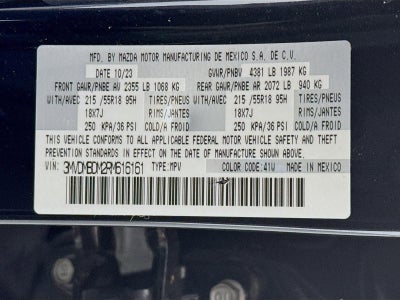 MFD. BY MAZDA MOTOR MANUFACTURING DE MEXICO S.A. DE C.V.
DATE 10/23 GVWR/PNBV 4381 LB 1987 KG
FRONT GAWR/PNBE AV 2355 LB 1068 KG REAR GAWR/PNBE AR 2072 LB 940 KG
WITH/AVEC 215/55R18 95H TIRES/PNEUS WITH/AVEC 215/55R18 95H TIRES/PNEUS
18X7J RIMS/JANTES 18X7J RIMS/JANTES
250 KPA/36 PSI COLD/A FROID 250 KPA/36 PSI COLD/A FROID
THIS VEHICLE CONFORMS TO ALL APPLICABLE FEDERAL MOTOR VEHICLE SAFETY AND THEFT
PREVENTION STANDARDS IN EFFECT ON THE DATE OF MANUFACTURE SHOWN ABOVE.
VIN: 3MVDMBDM2RM616161 TYPE:MPV COLOR CODE:41W MADE IN MEXICO